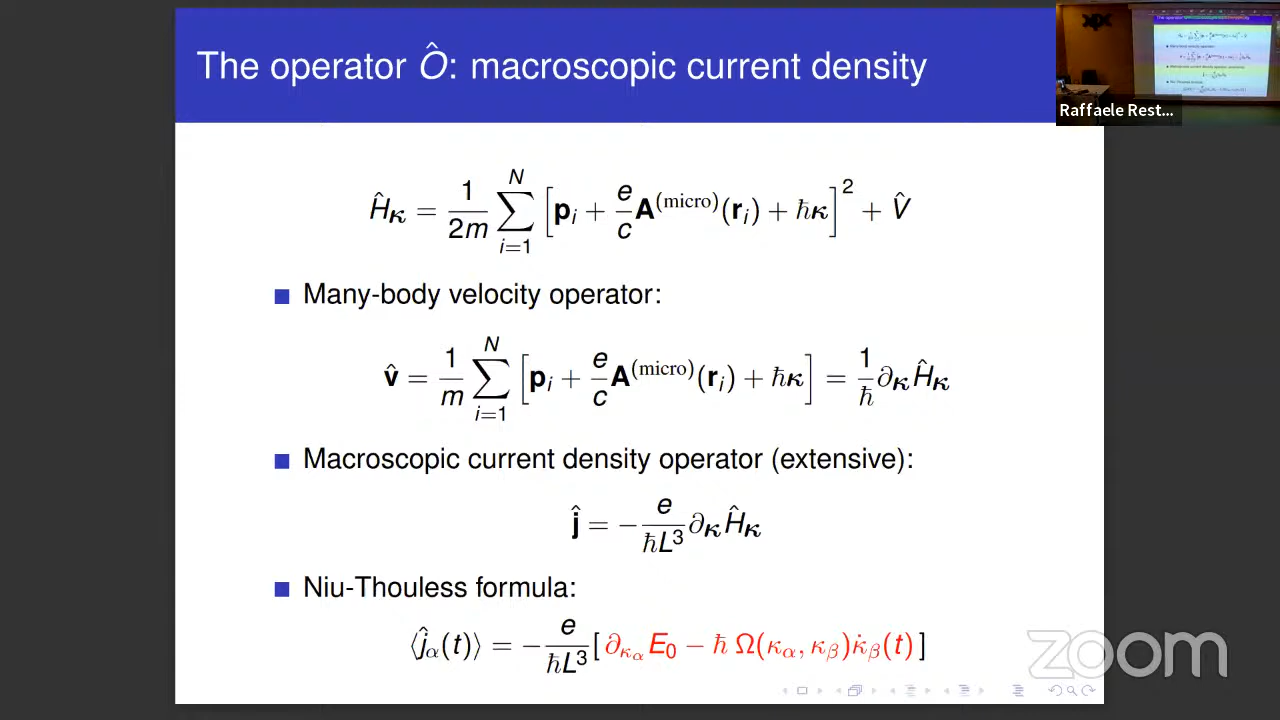 The operator Ô: macroscopic current density
Ĥ_κ = 1/2m ∑_{i=1}^{N} [p_i + e/c A^{(micro)}(r_i) + ħκ]^2 + V̂
Many-body velocity operator:
v̂ = 1/m ∑_{i=1}^{N} [p_i + e/c A^{(micro)}(r_i) + ħκ] = 1/ħ ∂_κ Ĥ_κ
Macroscopic current density operator (extensive):
ĵ = − e/ħL^3 ∂_κ Ĥ_κ
Niu-Thouless formula:
⟨ĵ_α(t)⟩ = − e/ħL^3 [ ∂_{κ_α} E_0 − ħ Ω(κ_α, κ_β) κ̇_β(t) ]
Raffaele Rest...
zoom